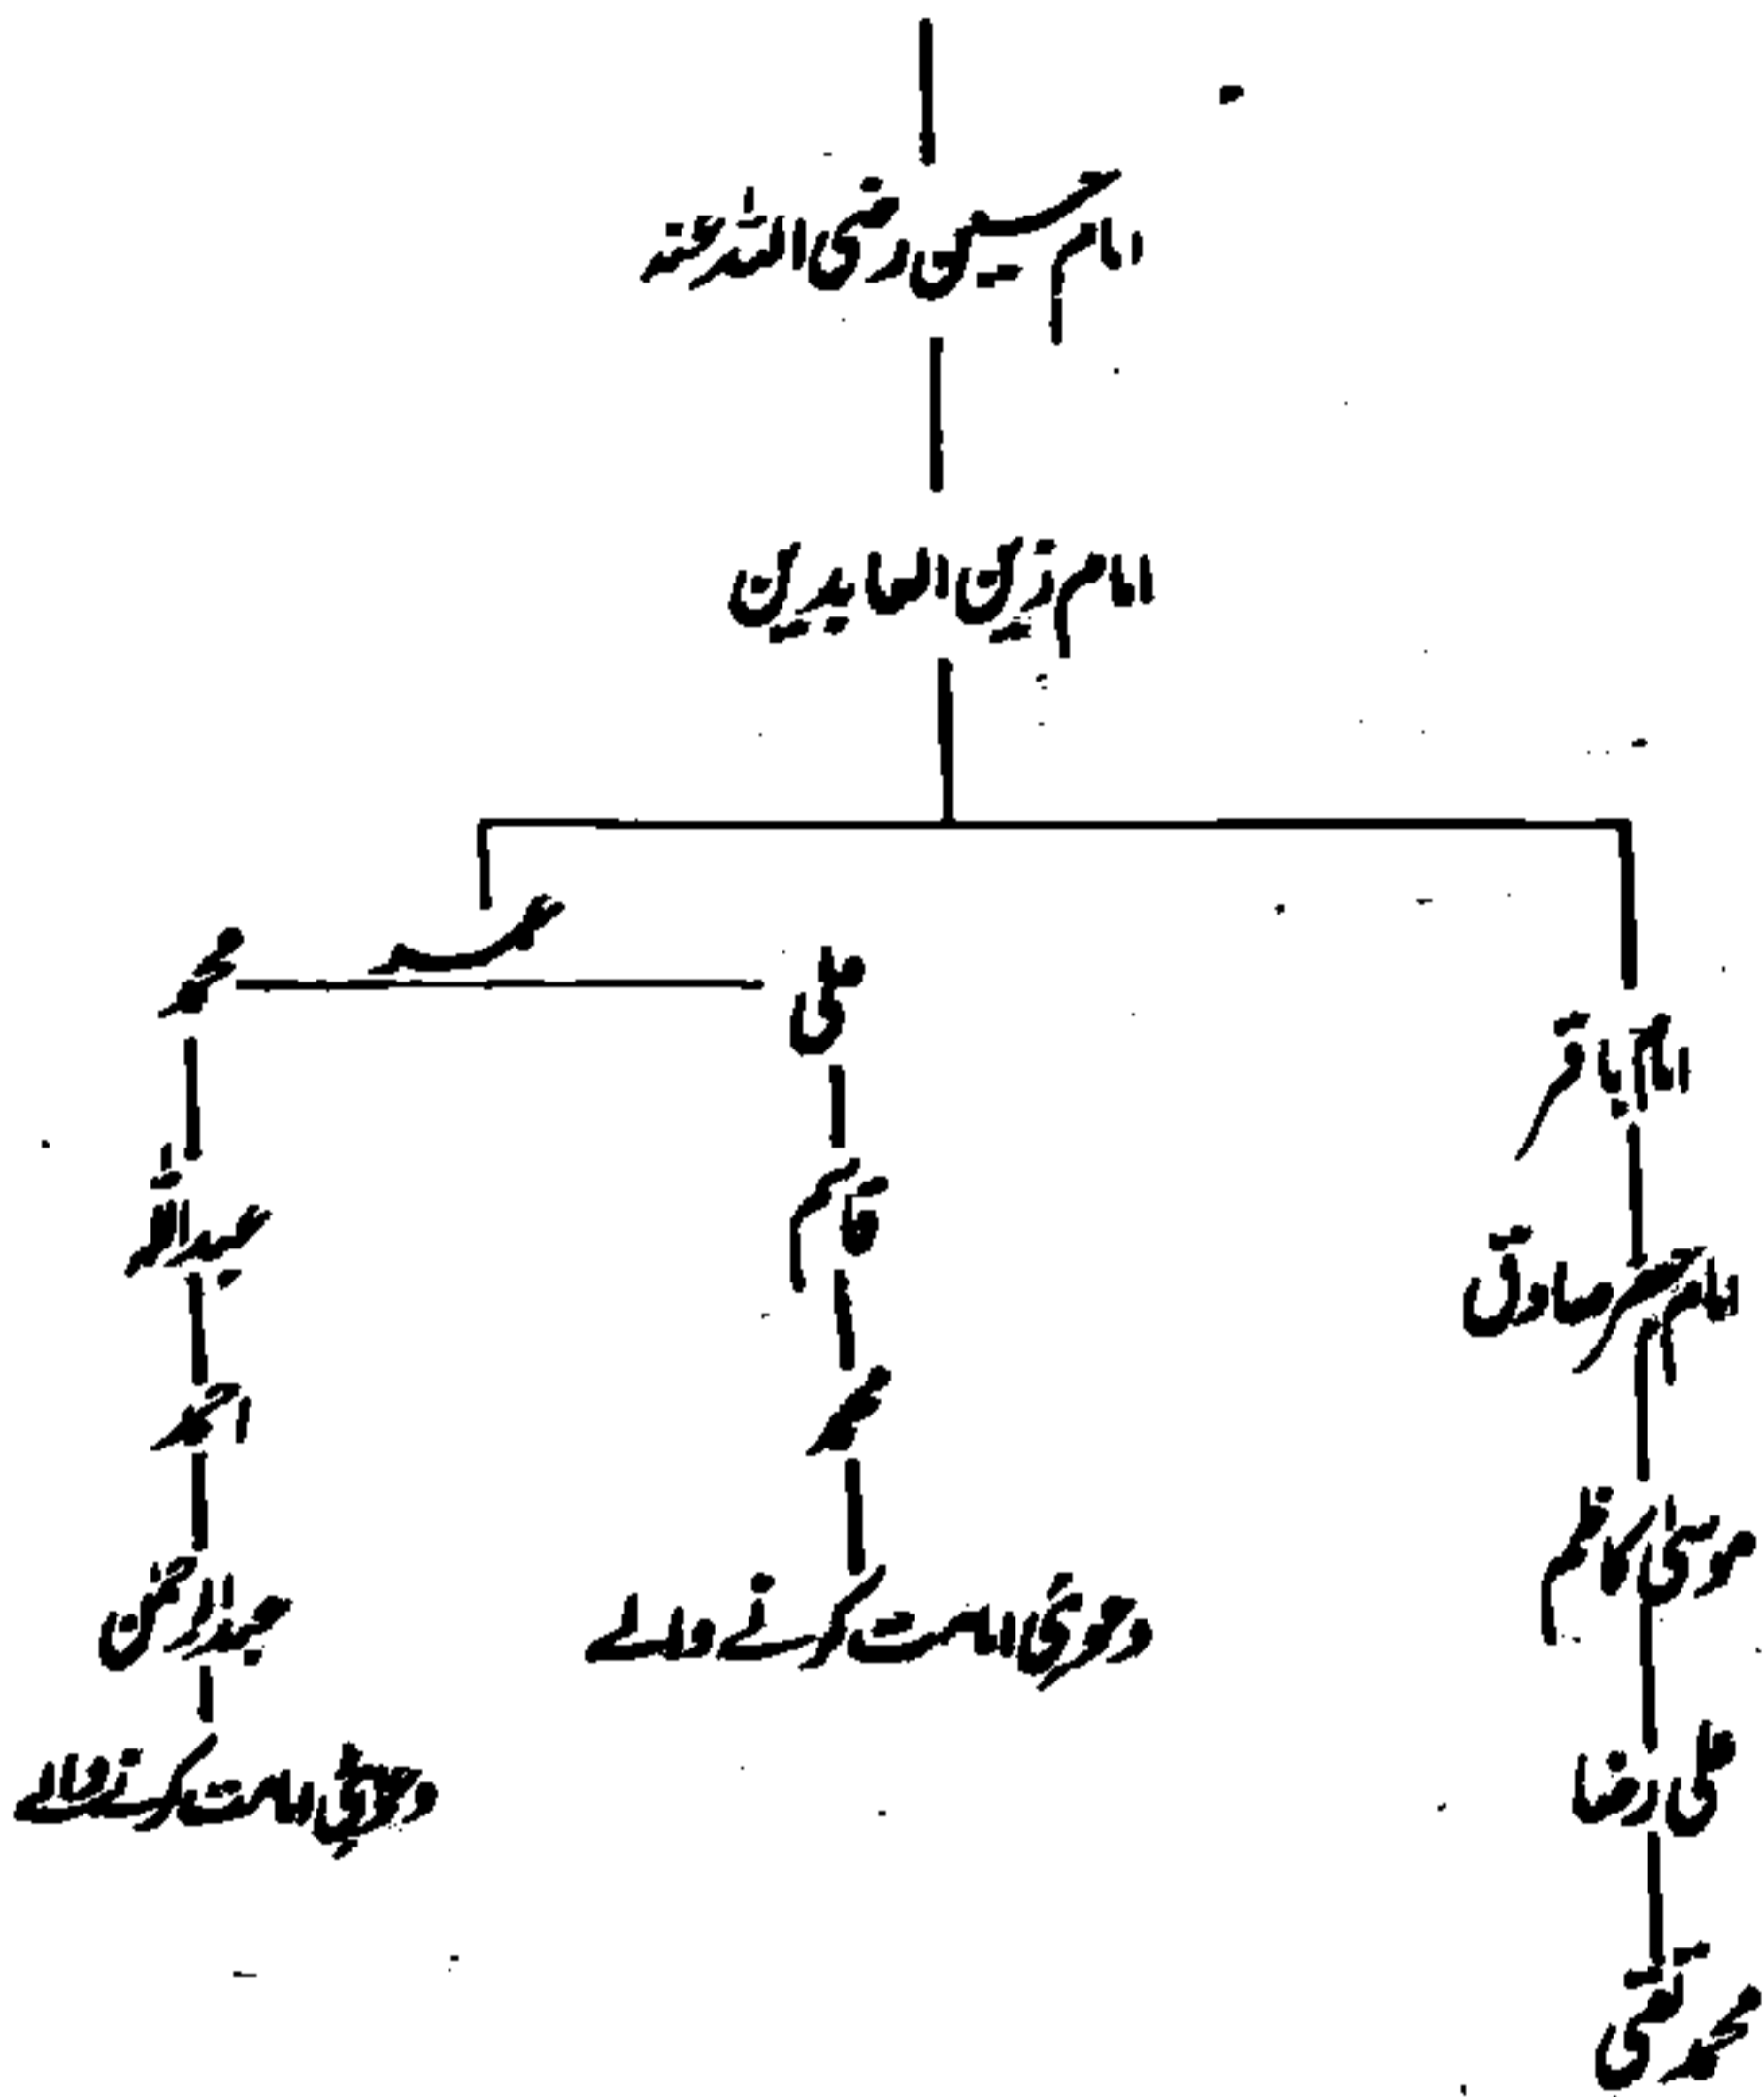 امام حسین رضی اللہ عنہ
امام زین العابدین
عمر
محمد
علی
امام باقر
عبداللہ
قاسم
امام جعفر صادق
احمد
محمد
موسیٰ کاظم
عبدالرحمٰن
دعویٰ امامت کرنے والے
علی رضا
دعویٰ امامت کرنے والے
محمد تقی